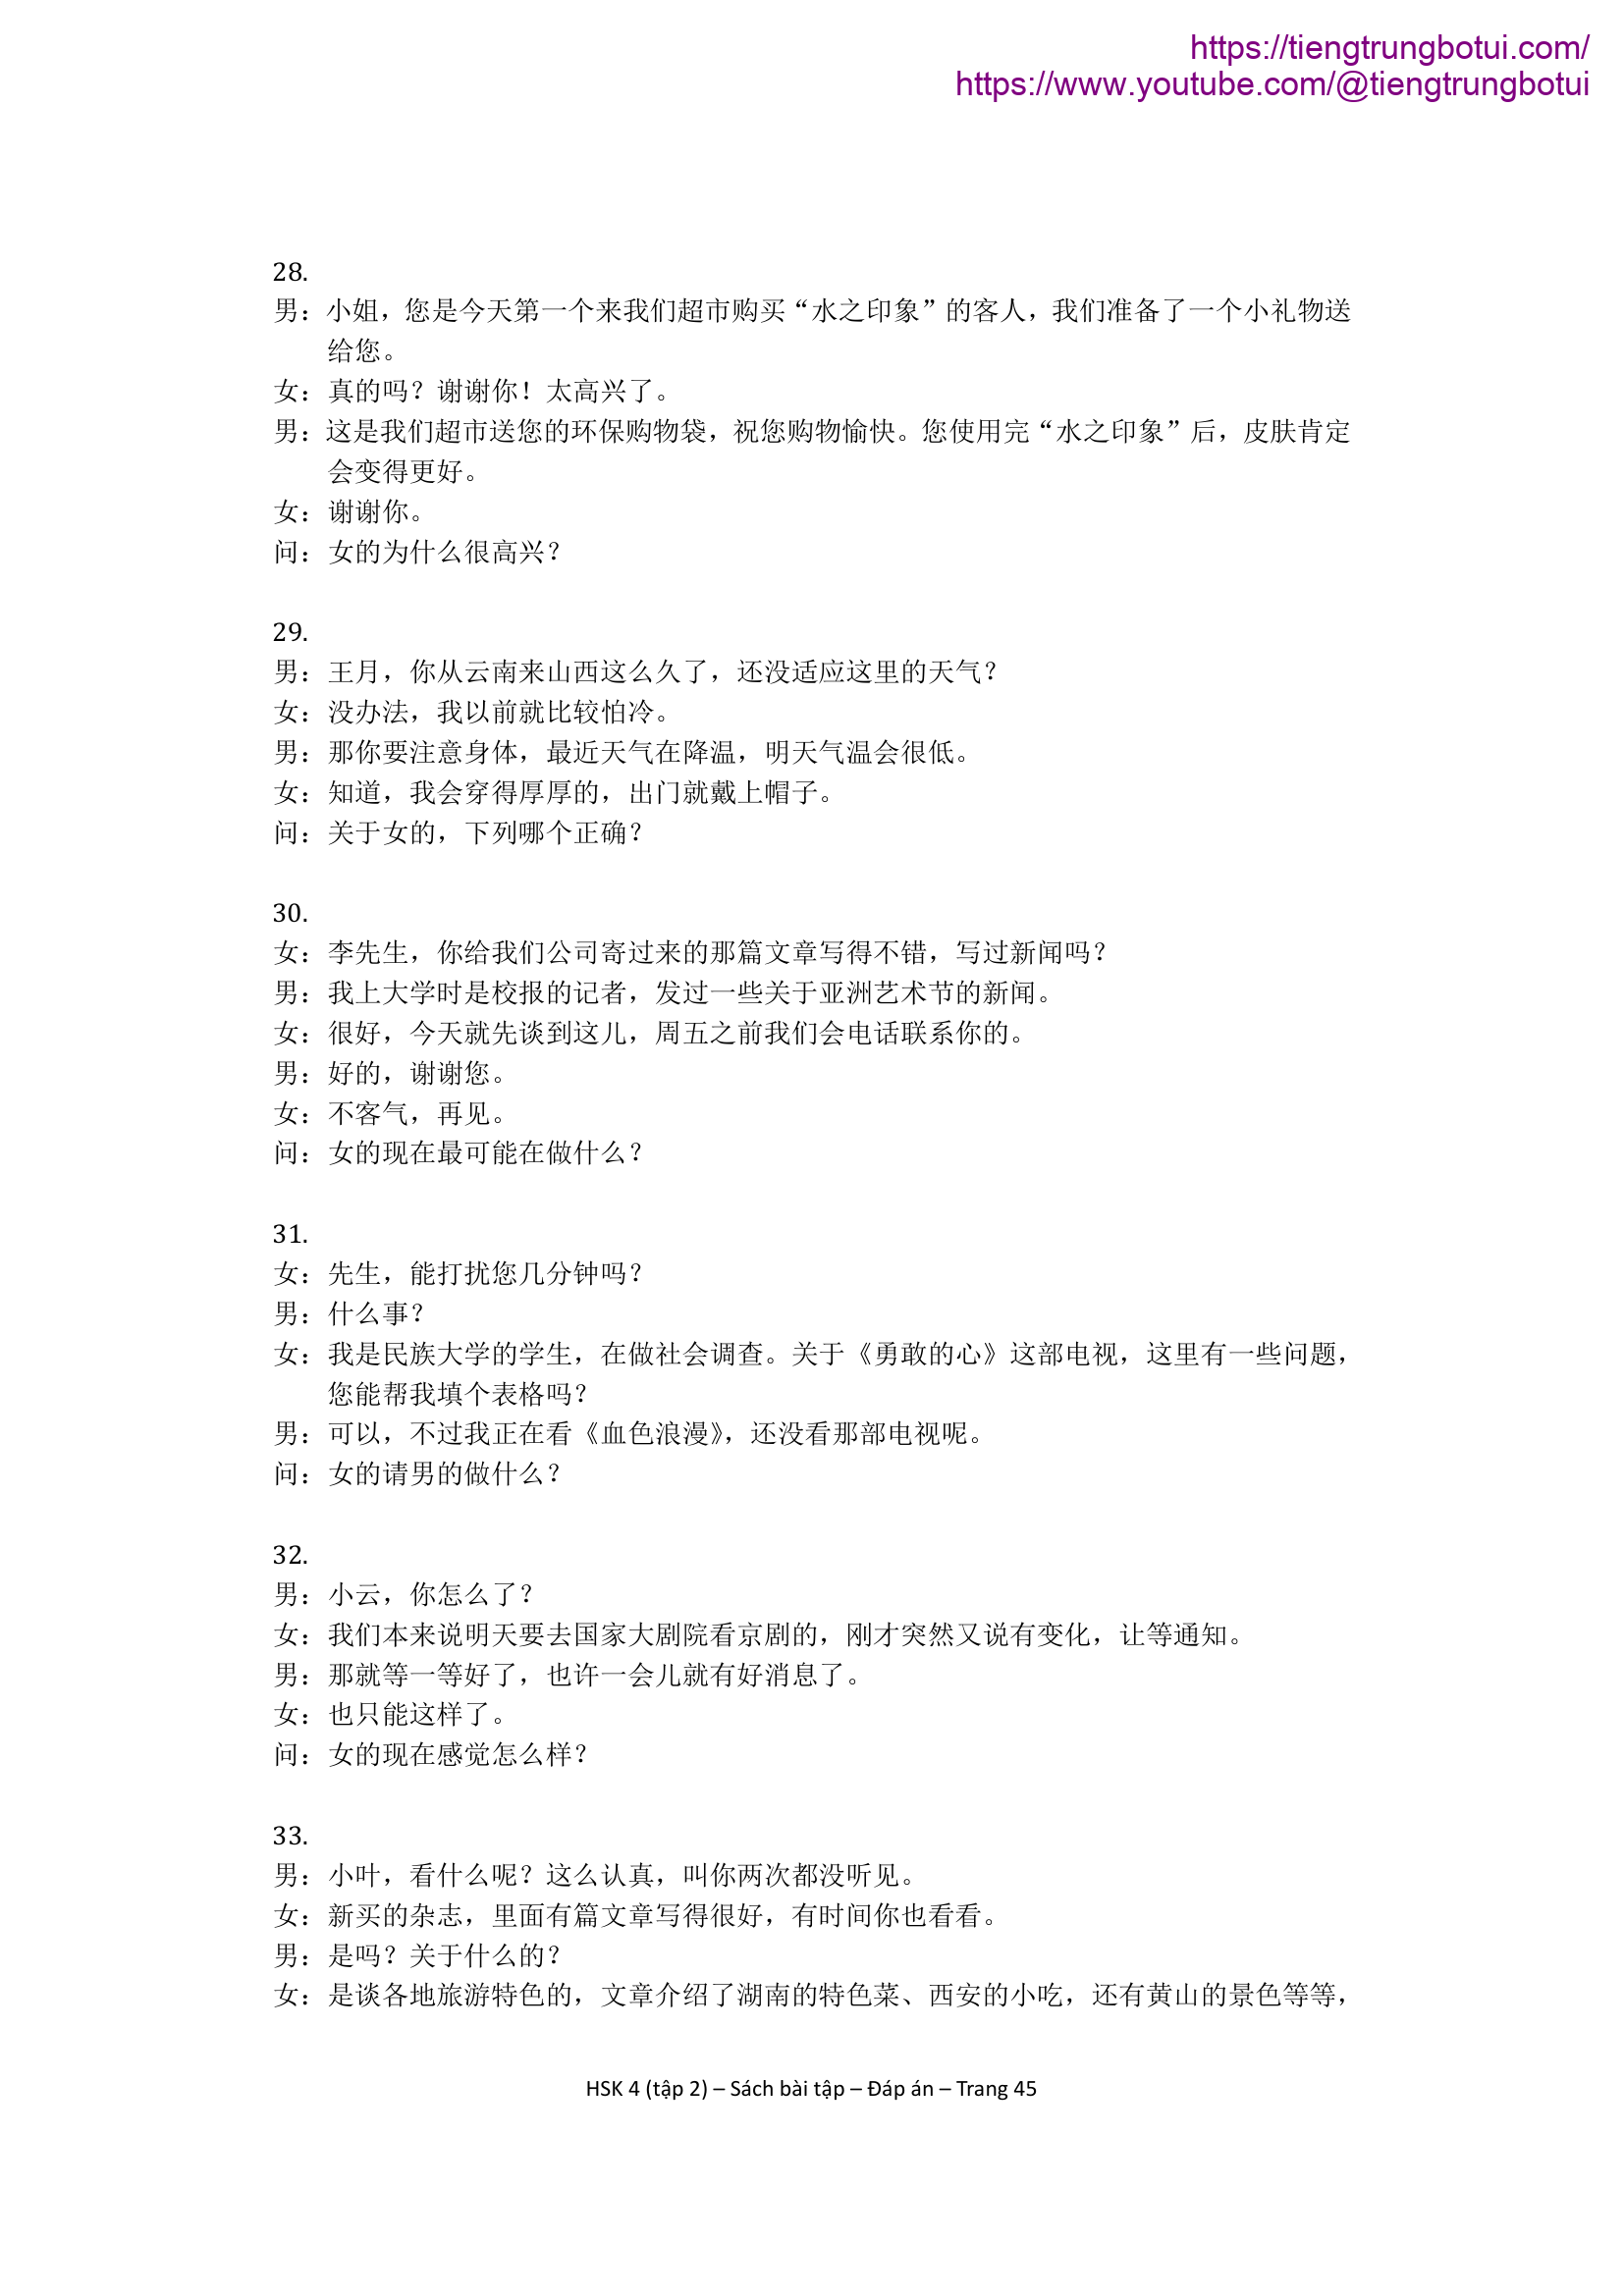 https://tiengtrungbotui.com/
https://www.youtube.com/@tiengtrungbotui
28.
男：小姐，您是今天第一个来我们超市购买“水之印象”的客人，我们准备了一个小礼物送
给您。
女：真的吗？谢谢你！太高兴了。
男：这是我们超市送您的环保购物袋，祝您购物愉快。您使用完“水之印象”后，皮肤肯定
会变得更好。
女：谢谢你。
问：女的为什么很高兴？
29.
男：王月，你从云南来山西这么久了，还没适应这里的天气？
女：没办法，我以前就比较怕冷。
男：那你要注意身体，最近天气在降温，明天气温会很低。
女：知道，我会穿得厚厚的，出门就戴上帽子。
问：关于女的，下列哪个正确？
30.
女：李先生，你给我们公司寄过来的那篇文章写得不错，写过新闻吗？
男：我上大学时是校报的记者，发过一些关于亚洲艺术节的新闻。
女：很好，今天就先谈到这儿，周五之前我们会电话联系你的。
男：好的，谢谢您。
女：不客气，再见。
问：女的现在最可能在做什么？
31.
女：先生，能打扰您几分钟吗？
男：什么事？
女：我是民族大学的学生，在做社会调查。关于《勇敢的心》这部电视，这里有一些问题，
您能帮我填个表格吗？
男：可以，不过我正在看《血色浪漫》，还没看那部电视呢。
问：女的请男的做什么？
32.
男：小云，你怎么了？
女：我们本来说明天要去国家大剧院看京剧的，刚才突然又说有变化，让等通知。
男：那就等一等好了，也许一会儿就有好消息了。
女：也只能这样了。
问：女的现在感觉怎么样？
33.
男：小叶，看什么呢？这么认真，叫你两次都没听见。
女：新买的杂志，里面有篇文章写得很好，有时间你也看看。
男：是吗？关于什么的？
女：是谈各地旅游特色的，文章介绍了湖南的特色菜、西安的小吃，还有黄山的景色等等，
HSK 4 (tập 2) – Sách bài tập – Đáp án – Trang 45